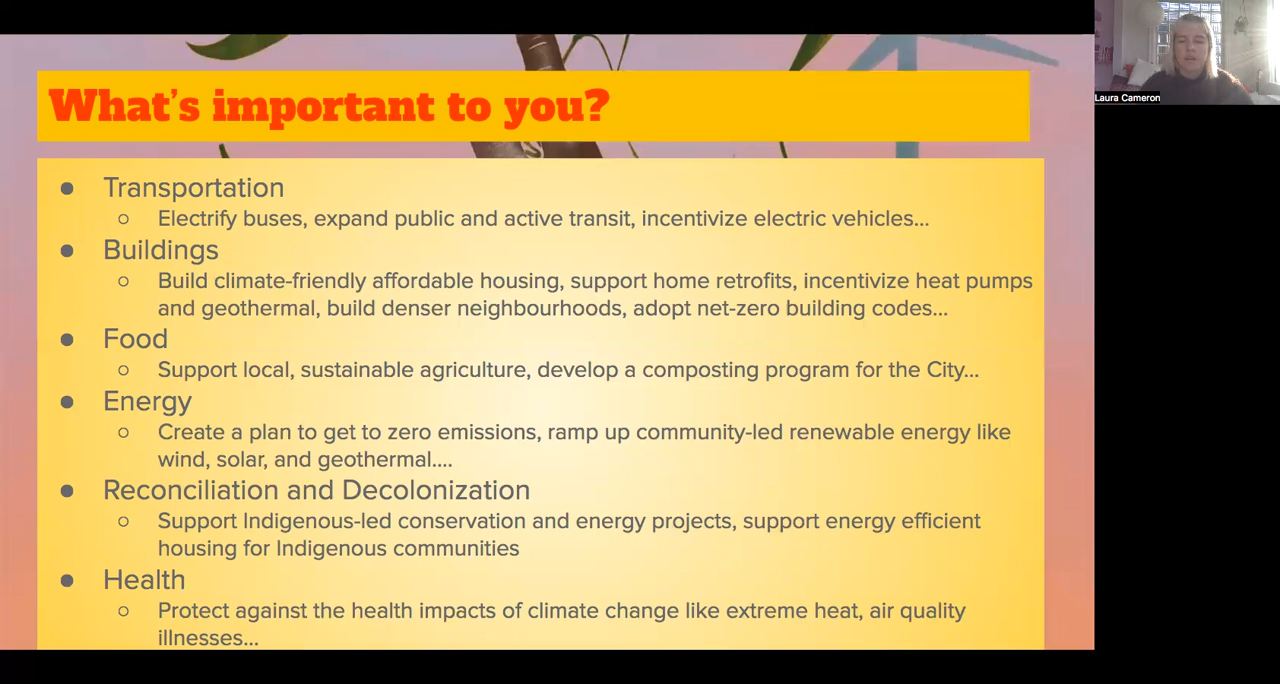 What's important to you?
Laura Cameron
● Transportation
○ Electrify buses, expand public and active transit, incentivize electric vehicles...
● Buildings
○ Build climate-friendly affordable housing, support home retrofits, incentivize heat pumps
and geothermal, build denser neighbourhoods, adopt net-zero building codes...
● Food
○ Support local, sustainable agriculture, develop a composting program for the City...
● Energy
○ Create a plan to get to zero emissions, ramp up community-led renewable energy like
wind, solar, and geothermal....
● Reconciliation and Decolonization
○ Support Indigenous-led conservation and energy projects, support energy efficient
housing for Indigenous communities
● Health
○ Protect against the health impacts of climate change like extreme heat, air quality
illnesses...